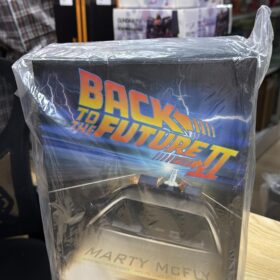 BACK
TO THE
FUTURE II
MARTY MCFLY